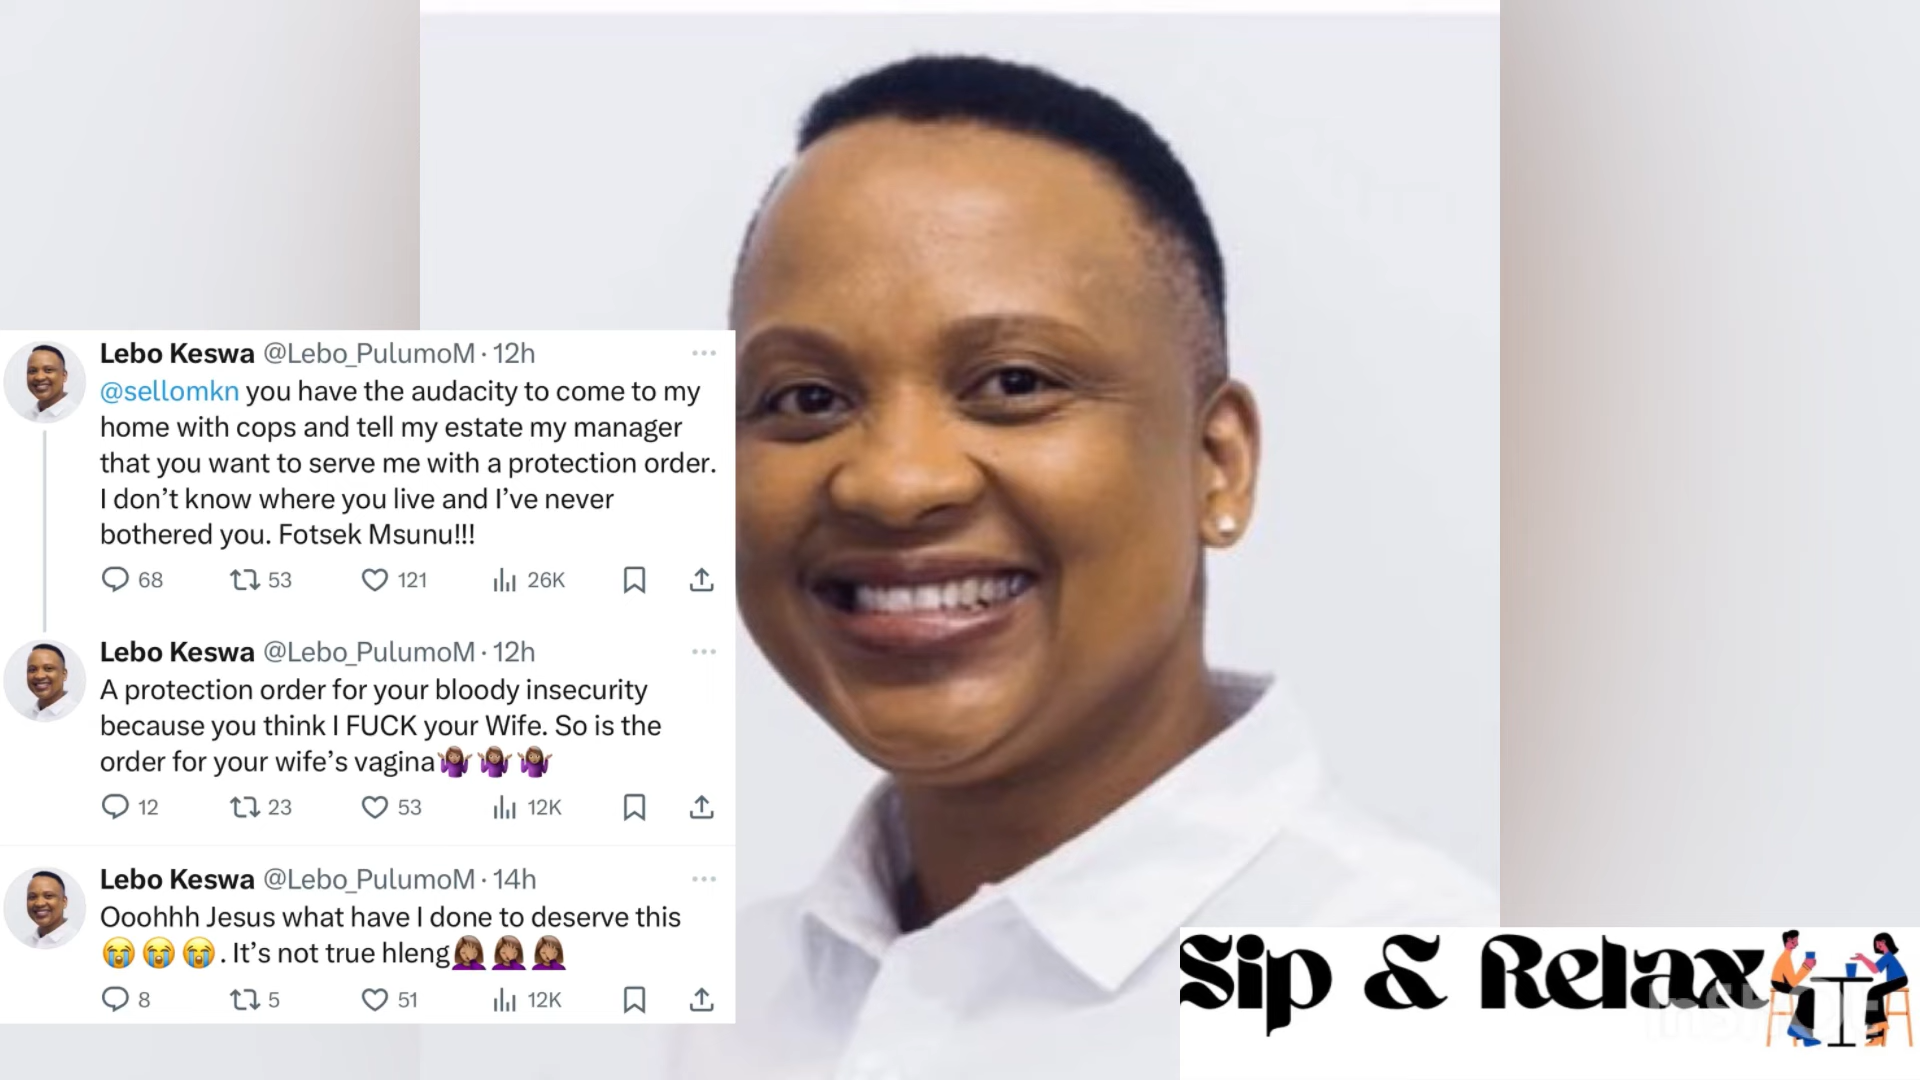 Lebo Keswa @Lebo_PulumoM · 12h
@sellomkn you have the audacity to come to my
home with cops and tell my estate my manager
that you want to serve me with a protection order.
I don’t know where you live and I’ve never
bothered you. Fotsek Msunu!!!
68 53 121 26K
Lebo Keswa @Lebo_PulumoM · 12h
A protection order for your bloody insecurity
because you think I FUCK your Wife. So is the
order for your wife’s vagina🤷🏽‍♀️🤷🏽‍♀️🤷🏽‍♀️
12 23 53 12K
Lebo Keswa @Lebo_PulumoM · 14h
Ooohhh Jesus what have I done to deserve this
😭😭😭. It’s not true hleng🤦🏽‍♀️🤦🏽‍♀️🤦🏽‍♀️
8 5 51 12K
Sip & Relax